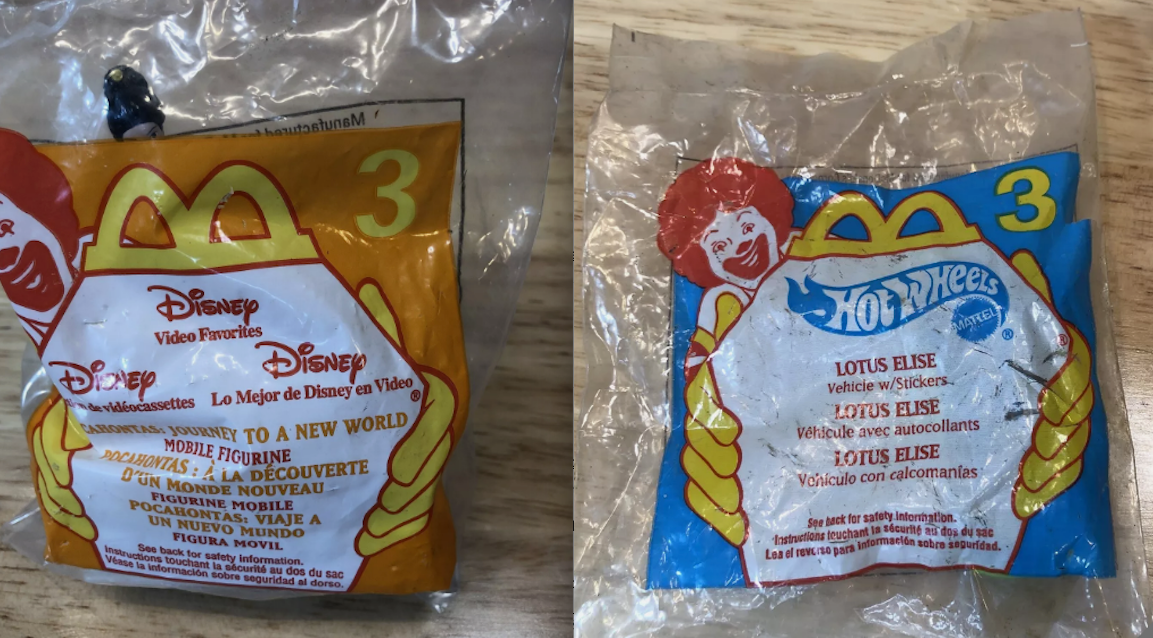 3
Disney
Video Favorites
Disney
Disney
de vidéocassettes
Lo Mejor de Disney en Video
®
CAHONTAS: JOURNEY TO A NEW WORLD
MOBILE FIGURINE
POCAHONTAS : À LA DÉCOUVERTE
D'UN MONDE NOUVEAU
FIGURINE MOBILE
POCAHONTAS: VIAJE A
UN NUEVO MUNDO
FIGURA MOVIL
See back for safety information.
Instructions touchant la sécurité au dos du sac
Véase la información sobre seguridad al dorso.
Manufactured for M
3
HOT WHEELS
MATTEL
®
®
LOTUS ELISE
Vehicle w/Stickers
LOTUS ELISE
Véhicule avec autocollants
LOTUS ELISE
Vehículo con calcomanías
See back for safety information.
Instructions touchant la sécurité au dos du sac
Lea el reverso para información sobre seguridad.